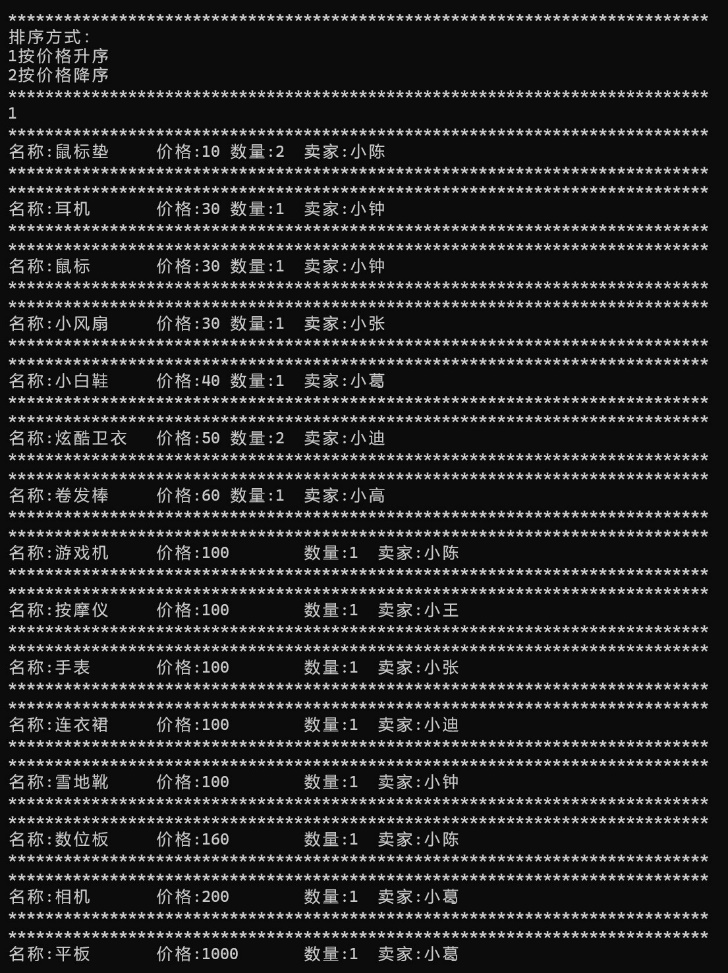 ****************************************************************************
排序方式:
1按价格升序
2按价格降序
****************************************************************************
1
****************************************************************************
名称:鼠标垫     价格:10 数量:2  卖家:小陈
****************************************************************************
****************************************************************************
名称:耳机       价格:30 数量:1  卖家:小钟
****************************************************************************
****************************************************************************
名称:鼠标       价格:30 数量:1  卖家:小钟
****************************************************************************
****************************************************************************
名称:小风扇     价格:30 数量:1  卖家:小张
****************************************************************************
****************************************************************************
名称:小白鞋     价格:40 数量:1  卖家:小葛
****************************************************************************
****************************************************************************
名称:炫酷卫衣   价格:50 数量:2  卖家:小迪
****************************************************************************
****************************************************************************
名称:卷发棒     价格:60 数量:1  卖家:小高
****************************************************************************
****************************************************************************
名称:游戏机     价格:100        数量:1  卖家:小陈
****************************************************************************
****************************************************************************
名称:按摩仪     价格:100        数量:1  卖家:小王
****************************************************************************
****************************************************************************
名称:手表       价格:100        数量:1  卖家:小张
****************************************************************************
****************************************************************************
名称:连衣裙     价格:100        数量:1  卖家:小迪
****************************************************************************
****************************************************************************
名称:雪地靴     价格:100        数量:1  卖家:小钟
****************************************************************************
****************************************************************************
名称:数位板     价格:160        数量:1  卖家:小陈
****************************************************************************
****************************************************************************
名称:相机       价格:200        数量:1  卖家:小葛
****************************************************************************
****************************************************************************
名称:平板       价格:1000       数量:1  卖家:小葛